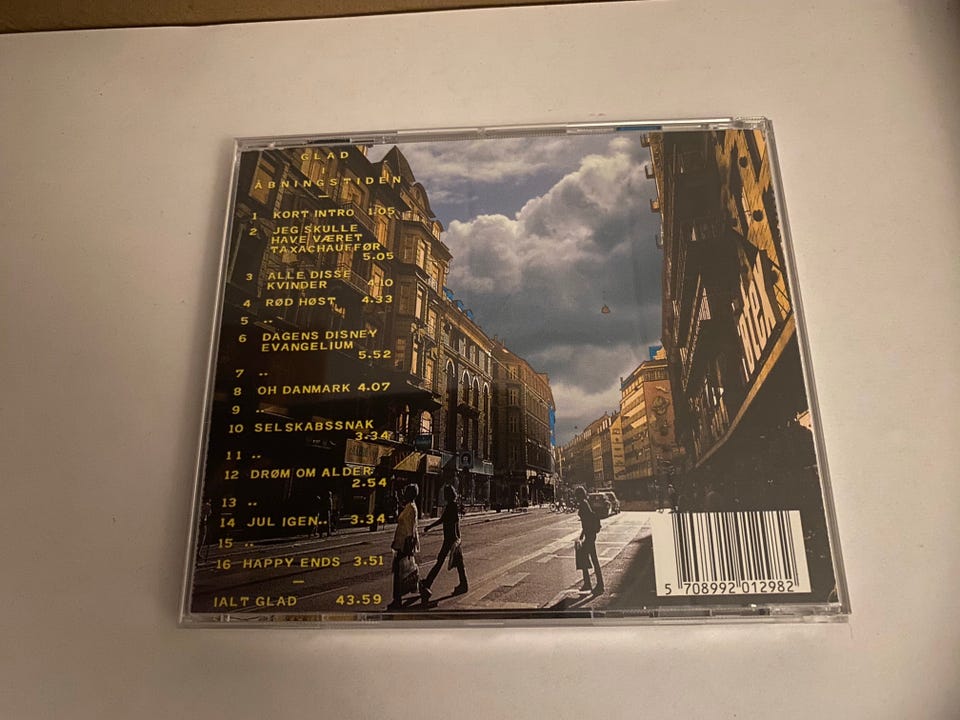 GLAD
I
ÅBNINGSTIDEN
1 KORT INTRO 1.05
2 JEG SKULLE
HAVE VÆRET
TAXACHAUFFØR
5.05
3 ALLE DISSE
KVINDER 4.10
4 RØD HØST 4.33
5 ..
6 DAGENS DISNEY
EVANGELIUM
5.52
7 ..
8 OH DANMARK 4.07
9 ..
10 SELSKABSSNAK
3.34
11 ..
12 DRØM OM ALDER
2.54
13 ..
14 JUL IGEN.. 3.34
15 ..
16 HAPPY ENDS 3.51
IALT GLAD 43.59
5 708992 012982